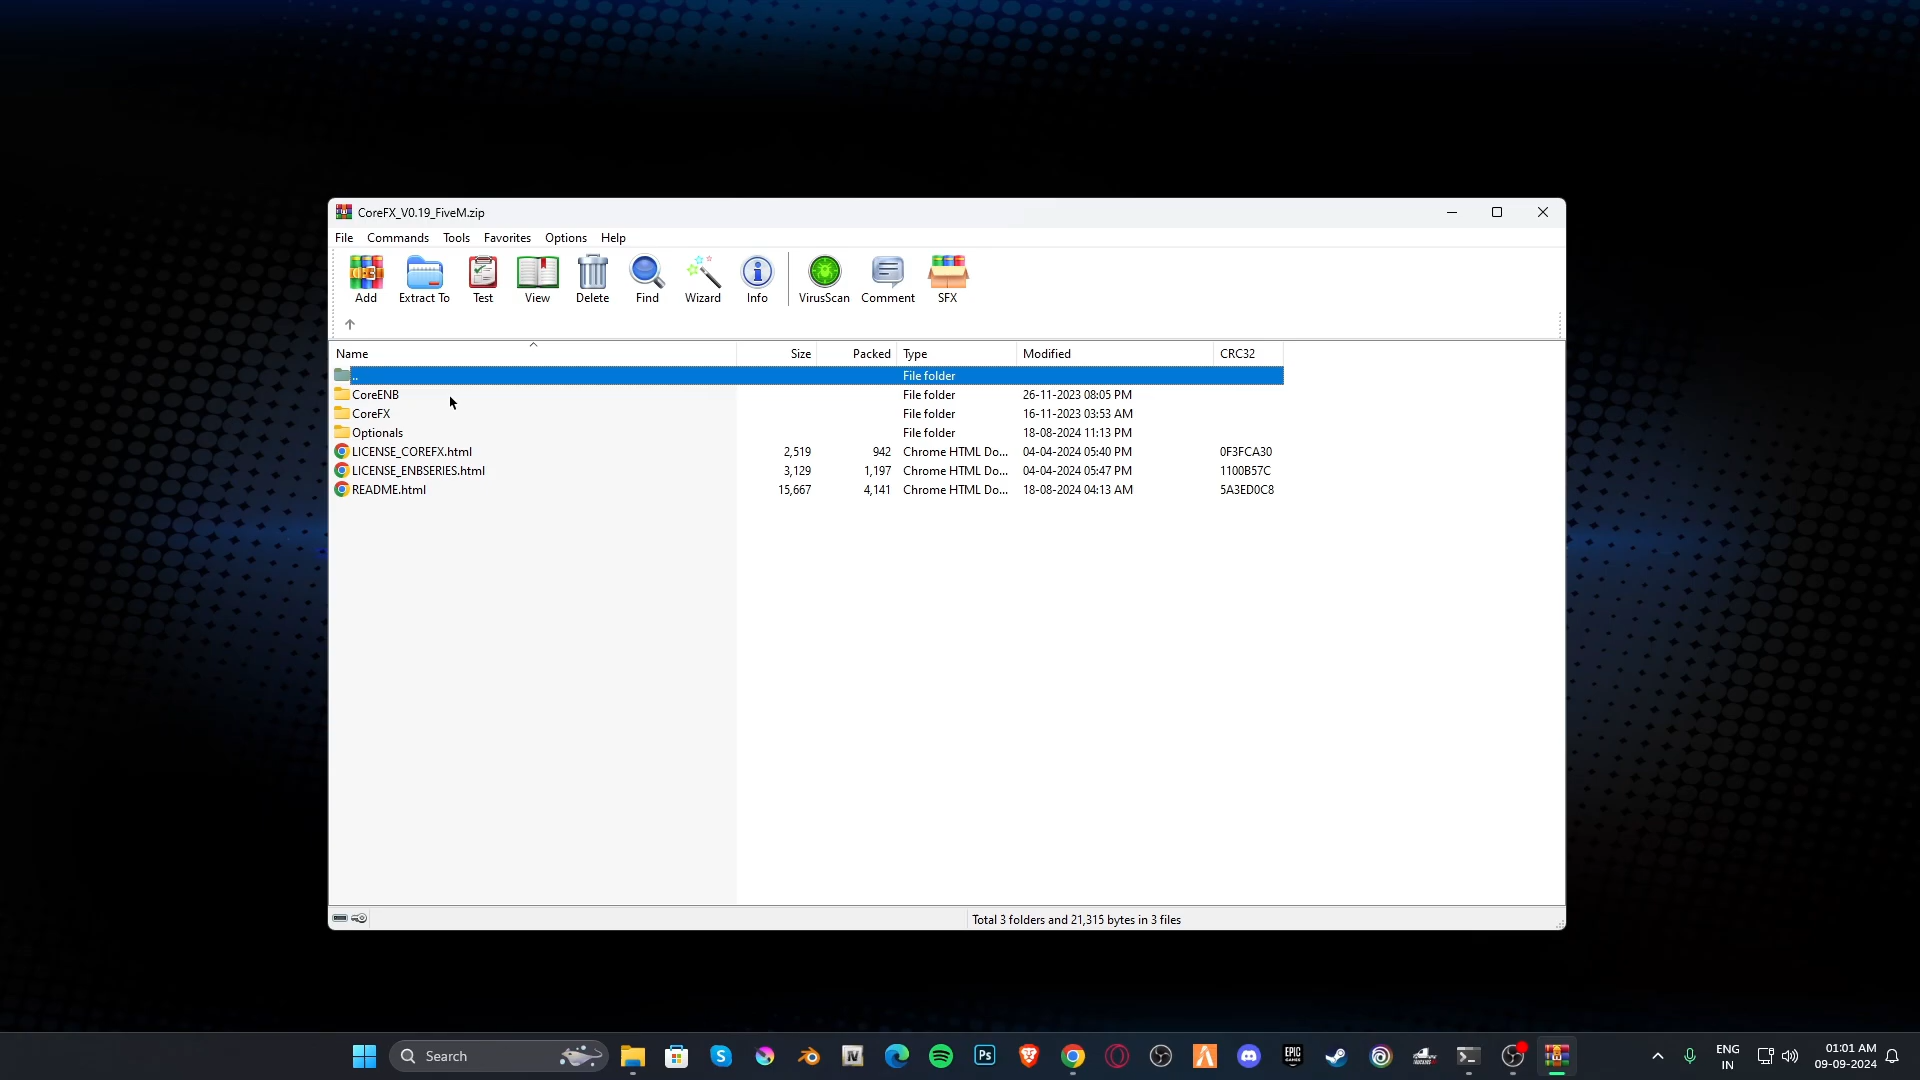 CoreFX_V0.19_FiveM.zip
File Commands Tools Favorites Options Help
Add Extract To Test View Delete Find Wizard Info VirusScan Comment SFX
Name Size Packed Type Modified CRC32
.. File folder
CoreENB File folder 26-11-2023 08:05 PM
CoreFX File folder 16-11-2023 03:53 AM
Optionals File folder 18-08-2024 11:13 PM
LICENSE_COREFX.html 2,519 942 Chrome HTML Do... 04-04-2024 05:40 PM 0F3FCA30
LICENSE_ENBSERIES.html 3,129 1,197 Chrome HTML Do... 04-04-2024 05:47 PM 1100B57C
README.html 15,667 4,141 Chrome HTML Do... 18-08-2024 04:13 AM 5A3ED0C8
Total 3 folders and 21,315 bytes in 3 files
Search Ps IV EPIC GAMES ENG 01:01 AM
IN 09-09-2024